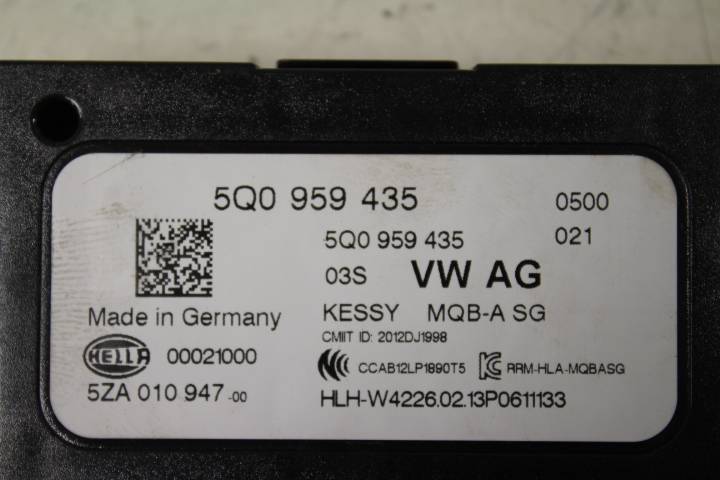 5Q0 959 435 0500
5Q0 959 435 021
03S VW AG
Made in Germany KESSY MQB-A SG
CMIIT ID: 2012DJ1998
HELLA 00021000 CCAB12LP1890T5 RRM-HLA-MQBASG
5ZA 010 947-00 HLH-W4226.02.13P0611133